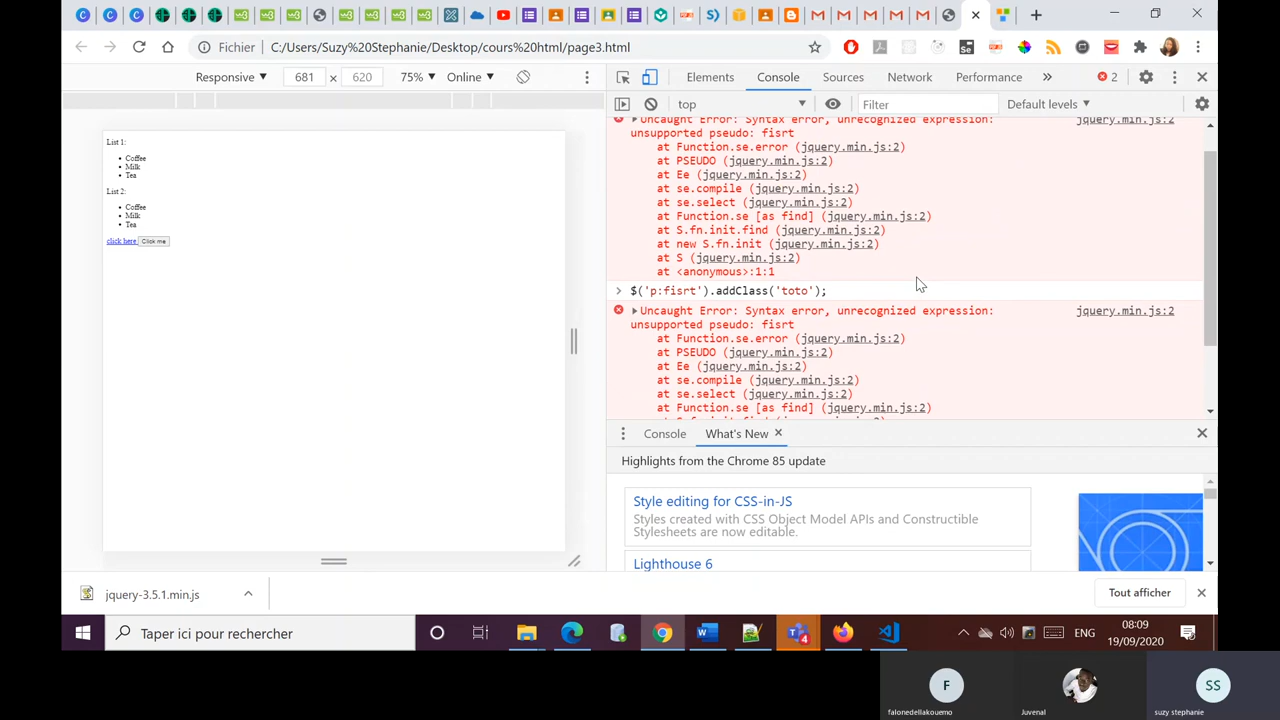 Fichier
C:/Users/Suzy%20Stephanie/Desktop/cours%20html/page3.html
Responsive
681 × 620
75%
Online
Elements Console Sources Network Performance
2
top
Filter
Default levels
List 1:
Coffee
Milk
Tea
List 2:
Coffee
Milk
Tea
click here Click me
Uncaught Error: Syntax error, unrecognized expression: jquery.min.js:2
unsupported pseudo: fisrt
at Function.se.error (jquery.min.js:2)
at PSEUDO (jquery.min.js:2)
at Ee (jquery.min.js:2)
at se.compile (jquery.min.js:2)
at se.select (jquery.min.js:2)
at Function.se [as find] (jquery.min.js:2)
at S.fn.init.find (jquery.min.js:2)
at new S.fn.init (jquery.min.js:2)
at S (jquery.min.js:2)
at <anonymous>:1:1
> $('p:fisrt').addClass('toto');
Uncaught Error: Syntax error, unrecognized expression: jquery.min.js:2
unsupported pseudo: fisrt
at Function.se.error (jquery.min.js:2)
at PSEUDO (jquery.min.js:2)
at Ee (jquery.min.js:2)
at se.compile (jquery.min.js:2)
at se.select (jquery.min.js:2)
at Function.se [as find] (jquery.min.js:2)
Console What's New
Highlights from the Chrome 85 update
Style editing for CSS-in-JS
Styles created with CSS Object Model APIs and Constructible
Stylesheets are now editable.
Lighthouse 6
jquery-3.5.1.min.js
Tout afficher
Taper ici pour rechercher
4
ENG
08:09
19/09/2020
F
SS
falonedellakouemo
Juvenal
suzy stephanie